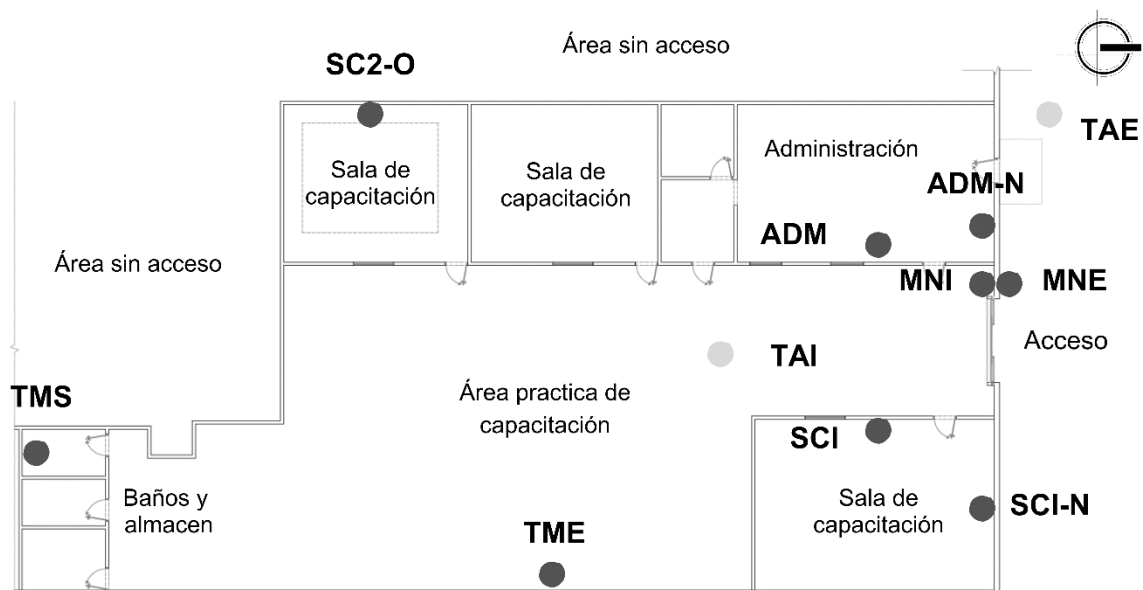 Área sin acceso
SC2-O
TAE
Administración
Sala de
capacitación
Sala de
capacitación
ADM-N
ADM
Área sin acceso
MNI
MNE
Acceso
TAI
TMS
Área practica de
capacitación
SCI
Baños y
almacen
Sala de
capacitación
SCI-N
TME